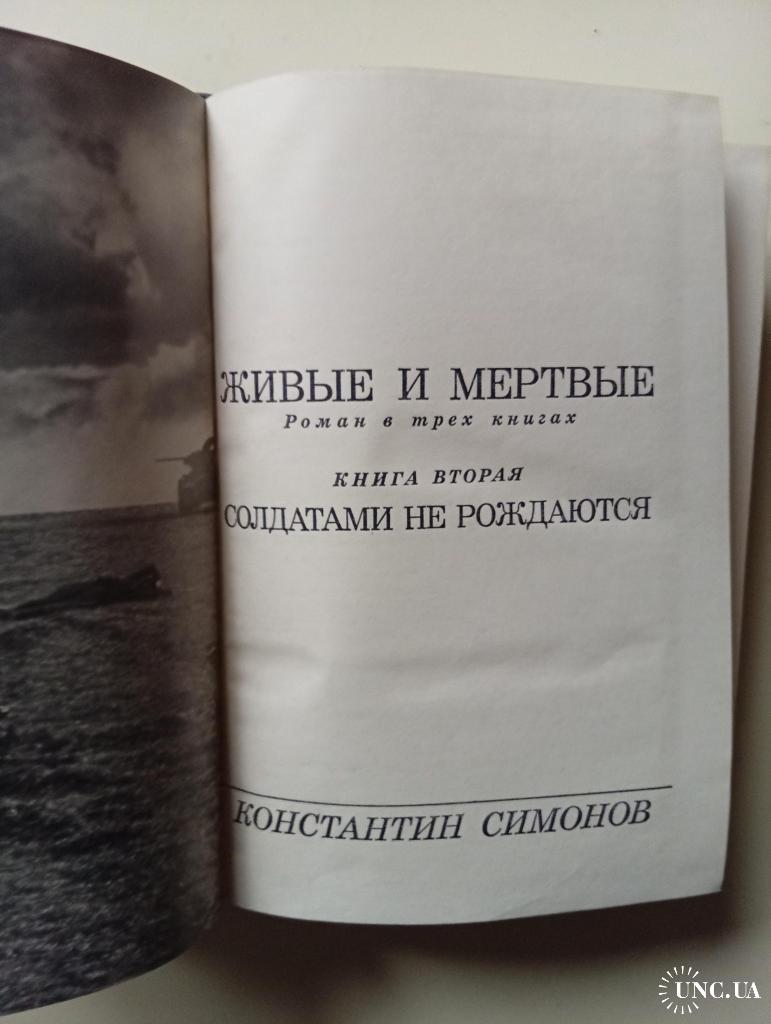 ЖИВЫЕ И МЕРТВЫЕ
Роман в трех книгах
КНИГА ВТОРАЯ
СОЛДАТАМИ НЕ РОЖДАЮТСЯ
КОНСТАНТИН СИМОНОВ
UNC.UA